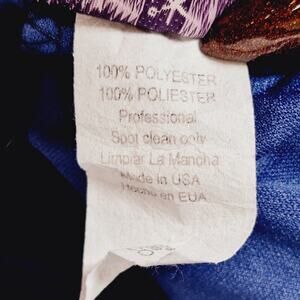 100% POLYESTER
100% POLIESTER
Professional
Spot clean only
Limpiar La Mancha
Made in USA
Hecho en EUA